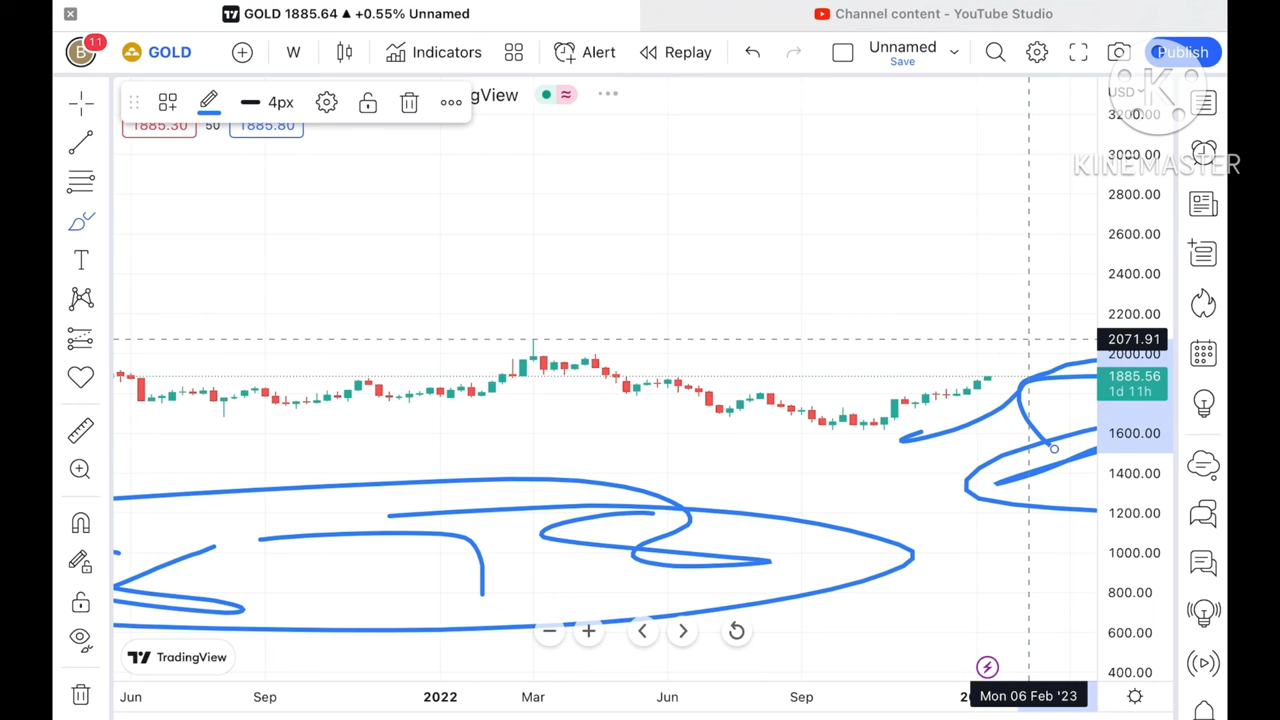 GOLD 1885.64 ▲ +0.55% Unnamed
Channel content - YouTube Studio
11
B
GOLD
W
Indicators
Alert
Replay
Unnamed
Save
Publish
4px
gView
USD
K
KINEMASTER
1885.30
50
1885.80
3200.00
3000.00
2800.00
2600.00
2400.00
2200.00
2071.91
2000.00
1885.56
1d 11h
1600.00
1400.00
1200.00
1000.00
800.00
600.00
400.00
T
TradingView
Jun
Sep
2022
Mar
Jun
Sep
Mon 06 Feb '23